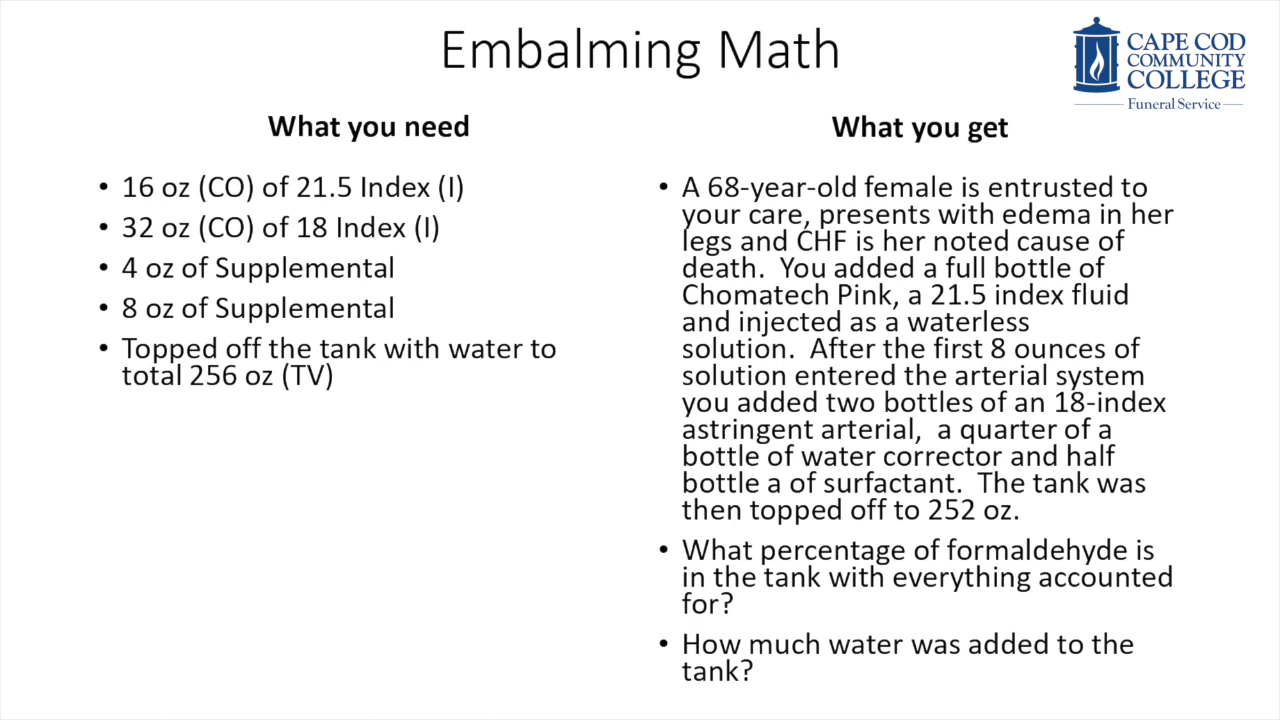 Embalming Math
CAPE COD
COMMUNITY
COLLEGE
Funeral Service
What you need
• 16 oz (CO) of 21.5 Index (I)
• 32 oz (CO) of 18 Index (I)
• 4 oz of Supplemental
• 8 oz of Supplemental
• Topped off the tank with water to
total 256 oz (TV)
What you get
• A 68-year-old female is entrusted to
your care, presents with edema in her
legs and CHF is her noted cause of
death.  You added a full bottle of
Chomatech Pink, a 21.5 index fluid
and injected as a waterless
solution.  After the first 8 ounces of
solution entered the arterial system
you added two bottles of an 18-index
astringent arterial,  a quarter of a
bottle of water corrector and half
bottle a of surfactant.  The tank was
then topped off to 252 oz.
• What percentage of formaldehyde is
in the tank with everything accounted
for?
• How much water was added to the
tank?